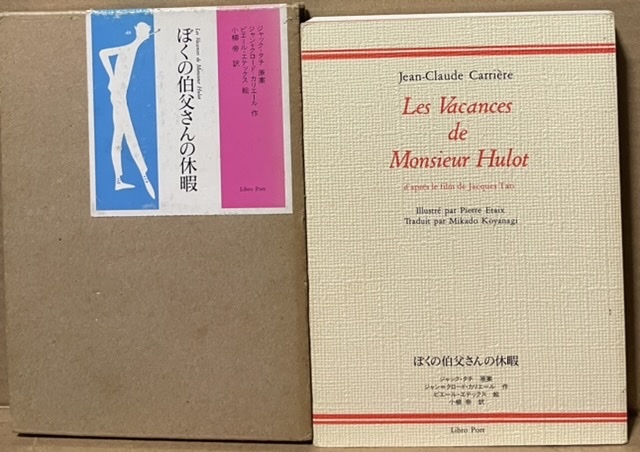 Les Vacances de Monsieur Hulot
ぼくの伯父さんの休暇
ジャック・タチ 原案
ジャン=クロード・カリエール 作
ピエール・エテックス 絵
小柳 帝 訳
Libro Port
Jean-Claude Carrière
Les Vacances
de
Monsieur Hulot
d'après le film de Jacques Tati
Illustré par Pierre Etaix
Traduit par Mikado Koyanagi
ぼくの伯父さんの休暇
ジャック・タチ 原案
ジャン=クロード・カリエール 作
ピエール・エテックス 絵
小柳 帝 訳
Libro Port